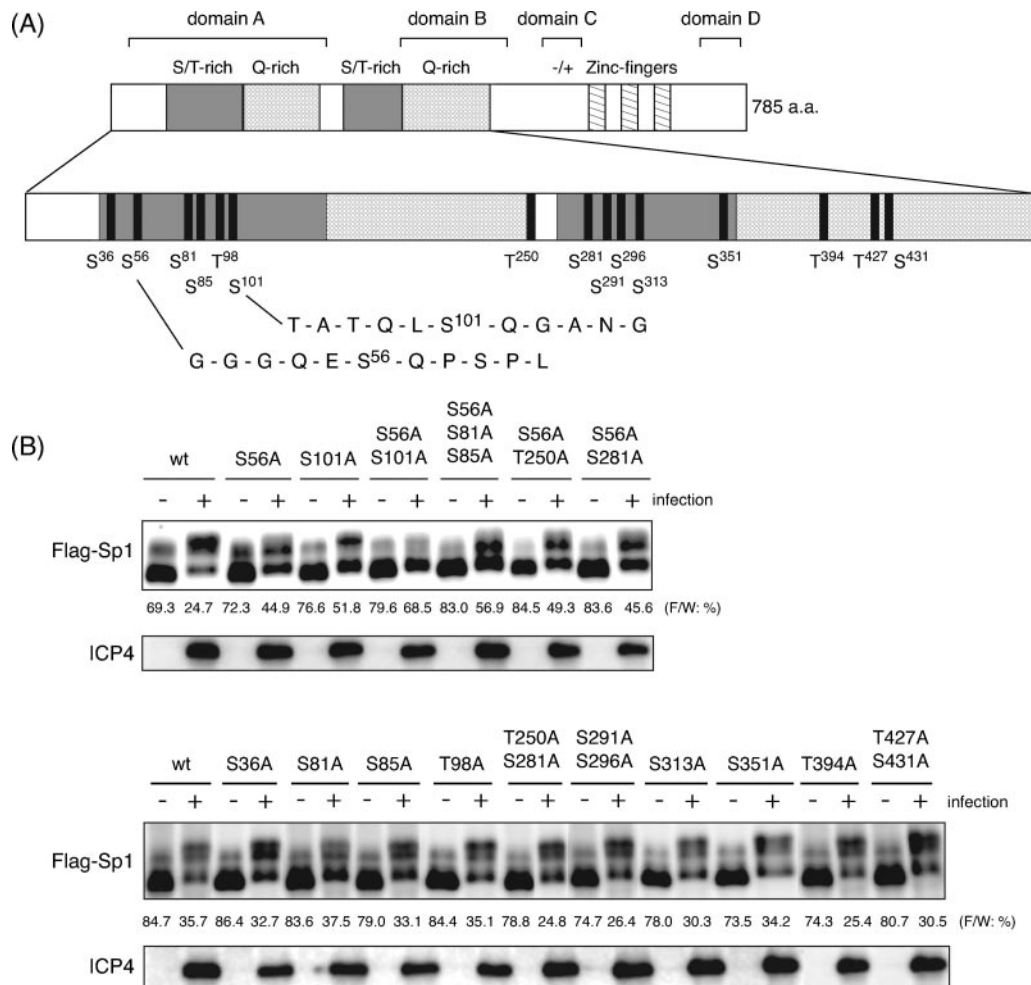 (A)
domain A domain B domain C domain D
S/T-rich Q-rich S/T-rich Q-rich -/+ Zinc-fingers
785 a.a.
S36 S56 S81 T98 T250 S281 S296 S351 T394 T427 S431
S85 S101 S291 S313
T - A - T - Q - L - S101 - Q - G - A - N - G
G - G - G - Q - E - S56 - Q - P - S - P - L
(B)
wt S56A S101A S56A S101A S56A S81A S85A S56A T250A S56A S281A
- + - + - + - + - + - + - + infection
Flag-Sp1
69.3 24.7 72.3 44.9 76.6 51.8 79.6 68.5 83.0 56.9 84.5 49.3 83.6 45.6 (F/W: %)
ICP4
wt S36A S81A S85A T98A T250A S281A S291A S296A S313A S351A T394A T427A S431A
- + - + - + - + - + - + - + - + - + - + - + infection
Flag-Sp1
84.7 35.7 86.4 32.7 83.6 37.5 79.0 33.1 84.4 35.1 78.8 24.8 74.7 26.4 78.0 30.3 73.5 34.2 74.3 25.4 80.7 30.5 (F/W: %)
ICP4